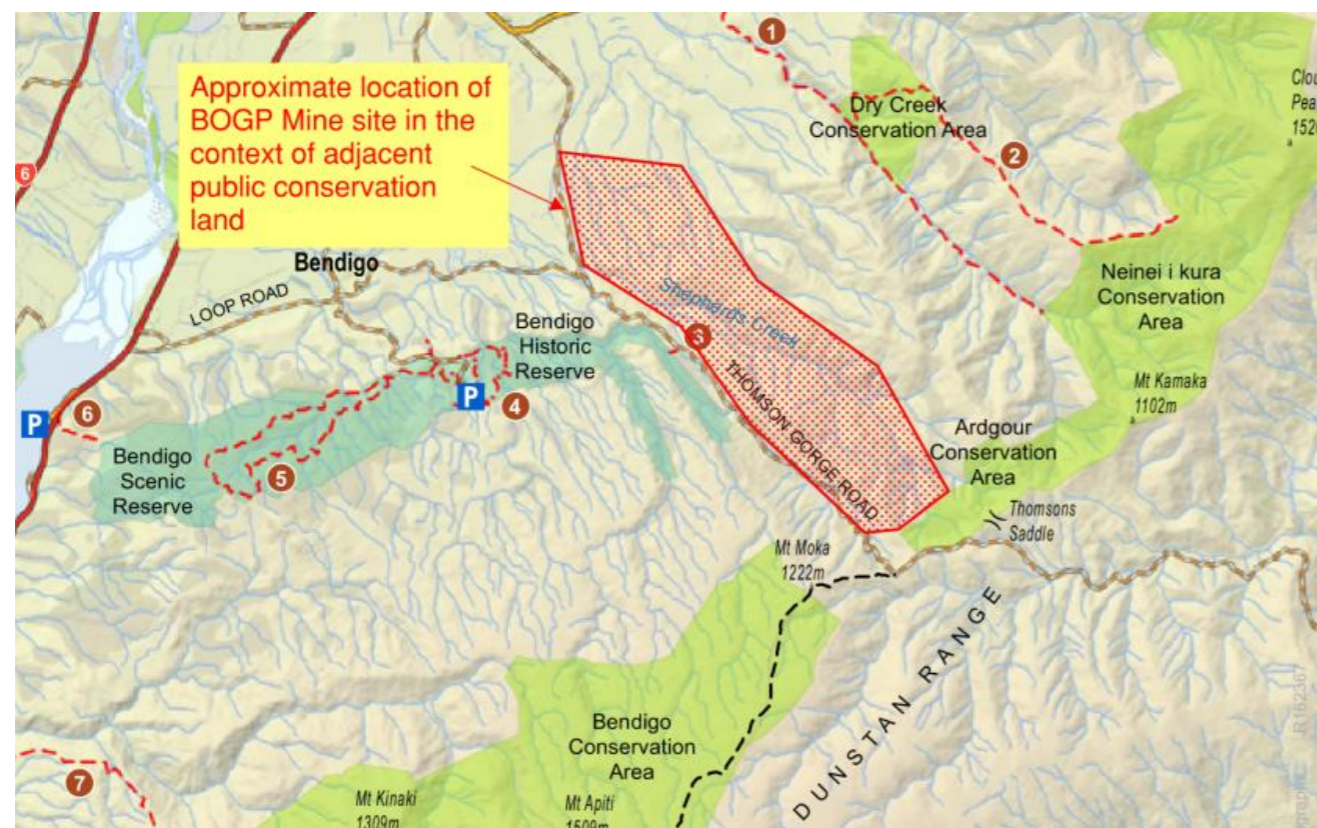 Approximate location of
BOGP Mine site in the
context of adjacent
public conservation
land
1
Dry Creek
Conservation Area
2
6
Bendigo
LOOP ROAD
Shepherds Creek
Neinei i kura
Conservation
Area
Bendigo
Historic
Reserve
3
THOMSON GORGE ROAD
Mt Kamaka
1102m
P
P
6
4
Ardgour
Conservation
Area
Bendigo
Scenic
Reserve
5
Thomsons
Saddle
Mt Moka
1222m
DUNSTAN RANGE
Bendigo
Conservation
Area
7
Mt Kinaki
1309m
Mt Apiti
R162367